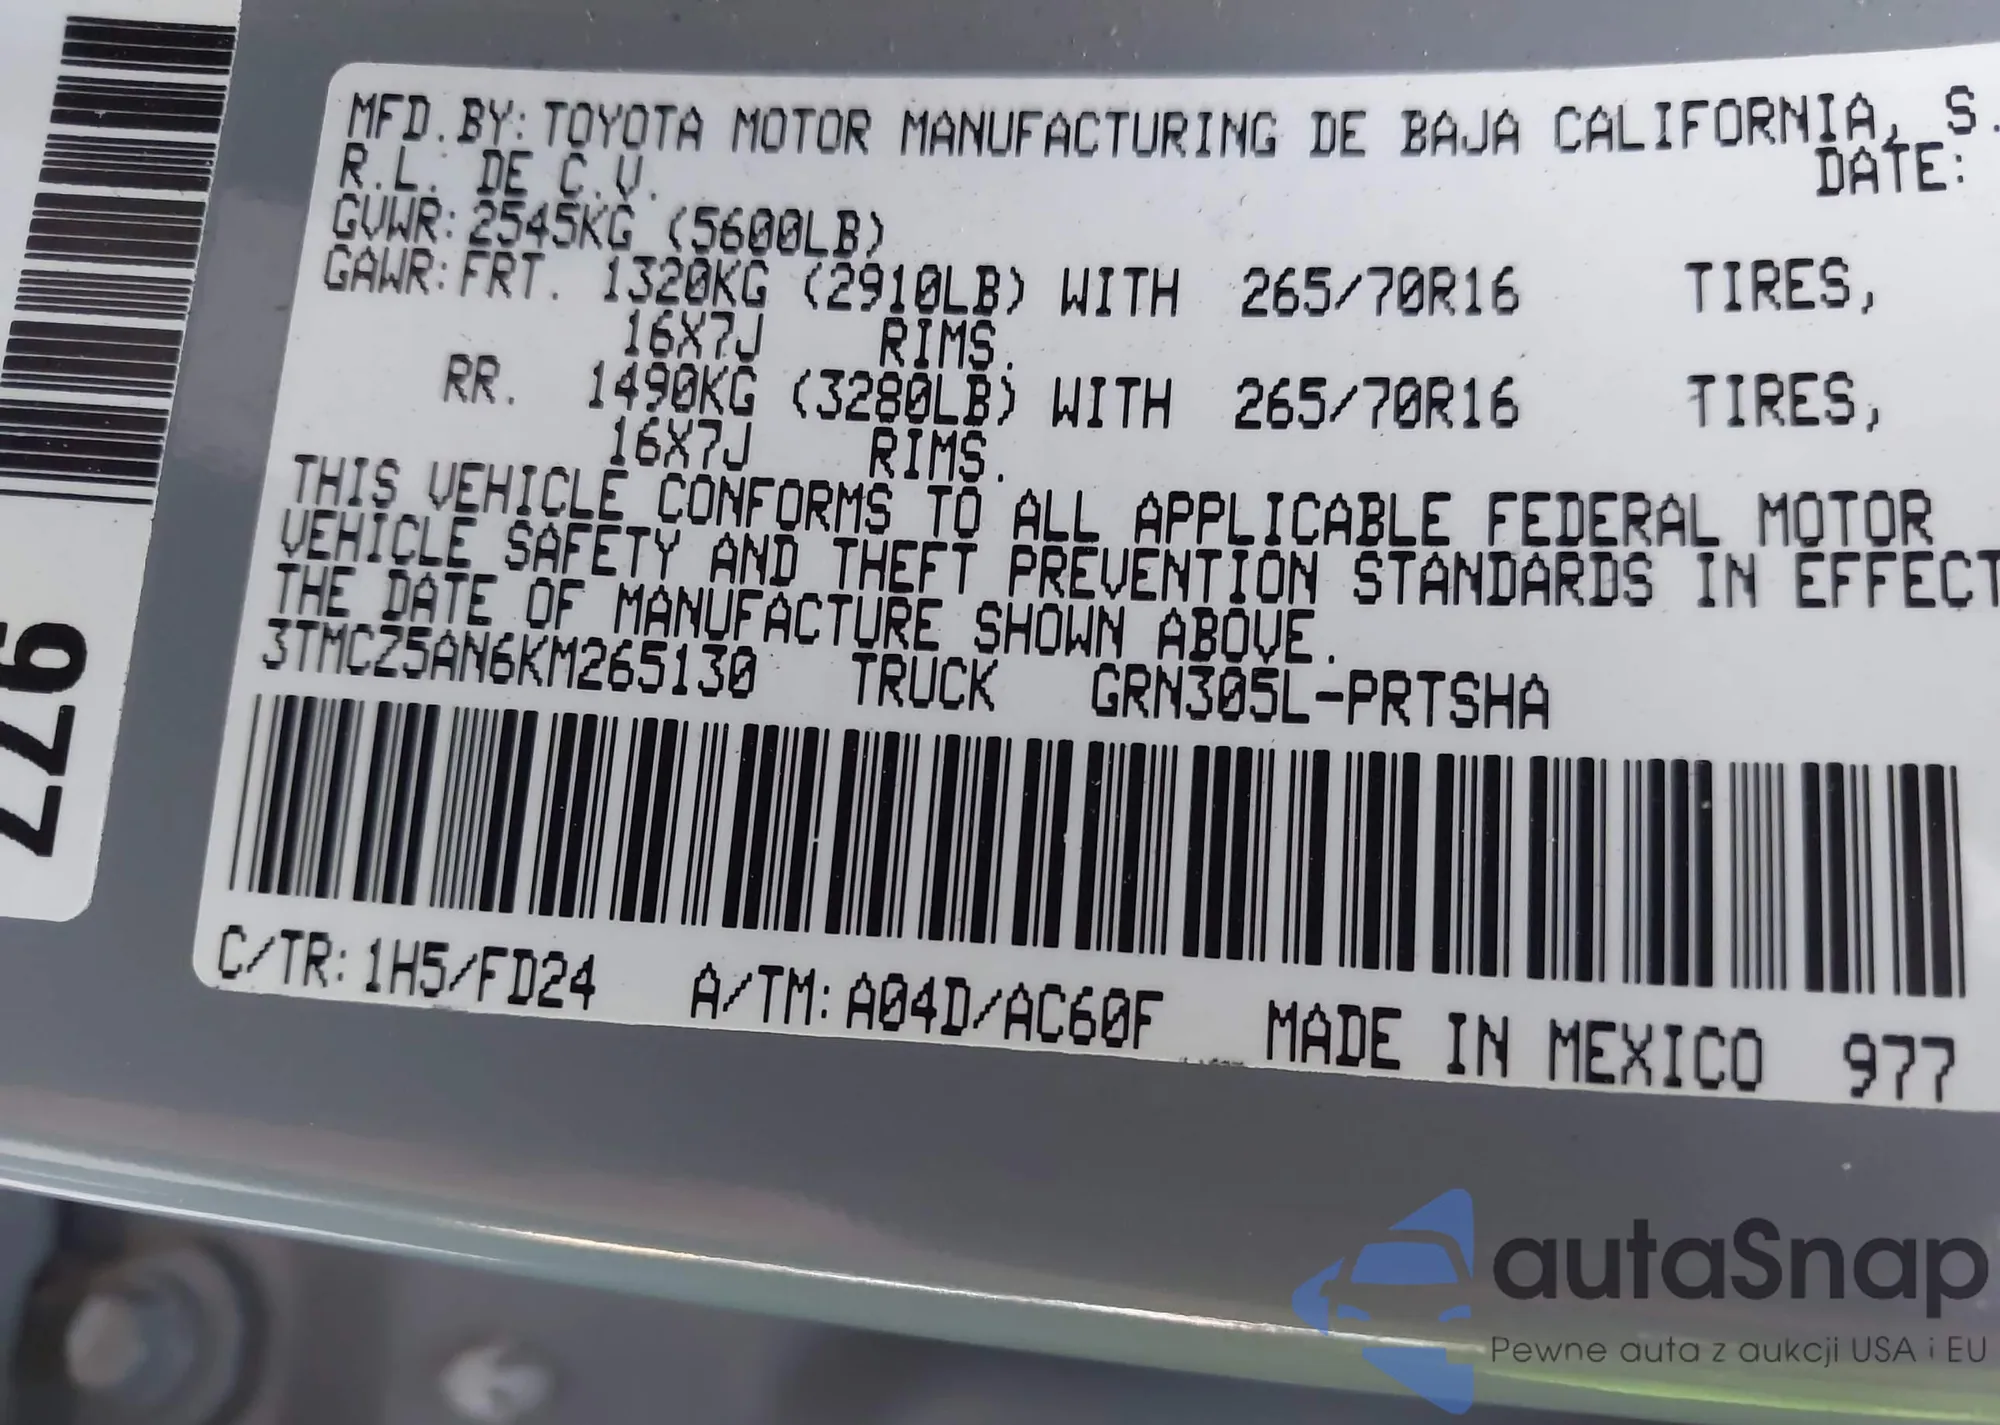 MFD. BY: TOYOTA MOTOR MANUFACTURING DE BAJA CALIFORNIA, S.
R.L. DE C.V. DATE:
GVWR: 2545KG (5600LB)
GAWR: FRT. 1320KG (2910LB) WITH 265/70R16 TIRES,
16X7J RIMS.
RR. 1490KG (3280LB) WITH 265/70R16 TIRES,
16X7J RIMS.
THIS VEHICLE CONFORMS TO ALL APPLICABLE FEDERAL MOTOR
VEHICLE SAFETY AND THEFT PREVENTION STANDARDS IN EFFECT
THE DATE OF MANUFACTURE SHOWN ABOVE.
3TMCZ5AN6KM265130 TRUCK GRN305L-PRTSHA
C/TR: 1H5/FD24 A/TM: A04D/AC60F MADE IN MEXICO 977
977
autaSnap
Pewne auta z aukcji USA i EU